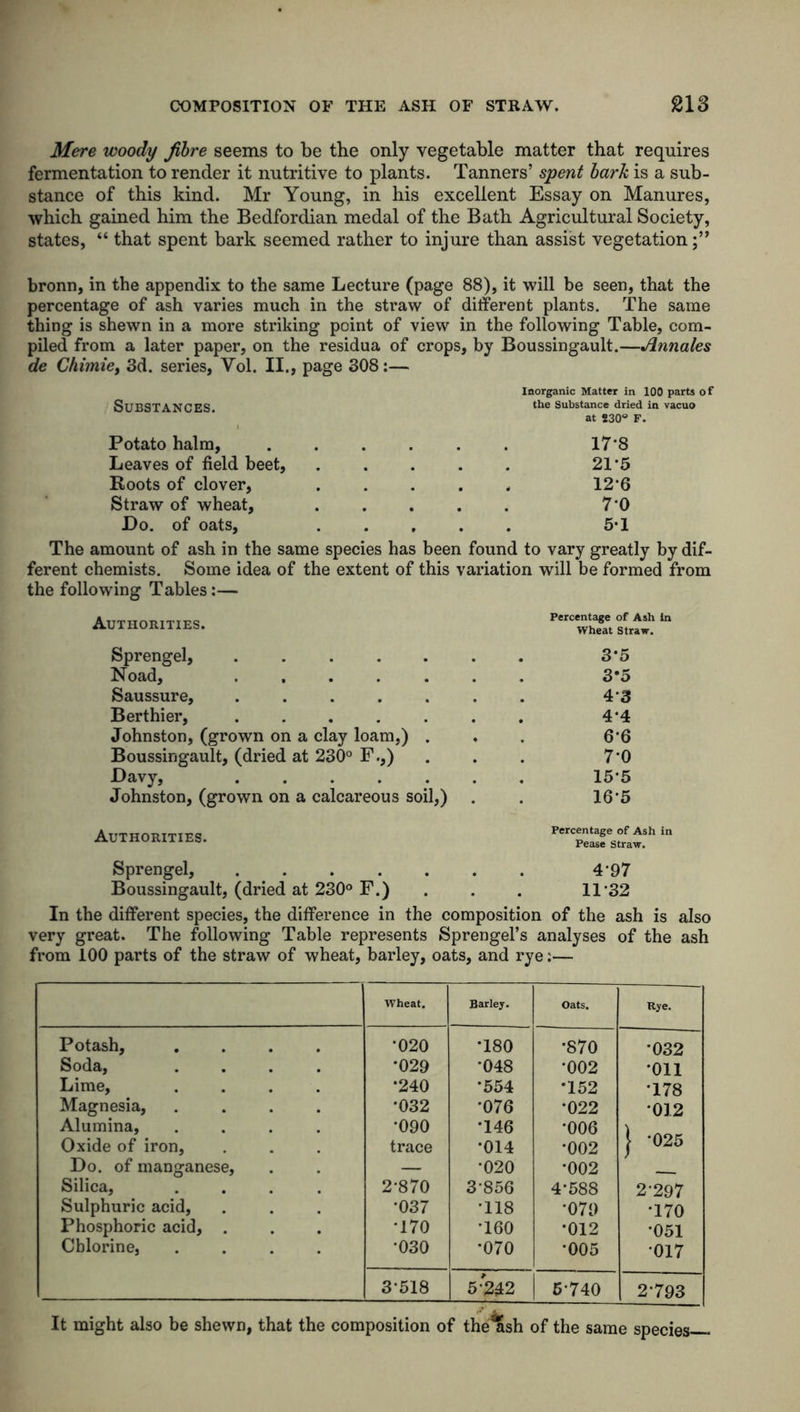 COMPOSITION OF THE ASH OF STRAW. 213
Mere woody fibre seems to be the only vegetable matter that requires
fermentation to render it nutritive to plants. Tanners’ spent bark is a sub-
stance of this kind. Mr Young, in his excellent Essay on Manures,
which gained him the Bedfordian medal of the Bath Agricultural Society,
states, “ that spent bark seemed rather to injure than assist vegetation ;”
bronn, in the appendix to the same Lecture (page 88), it will be seen, that the
percentage of ash varies much in the straw of different plants. The same
thing is shewn in a more striking point of view in the following Table, com-
piled from a later paper, on the residua of crops, by Boussingault.—Annales
de Chimie, 3d. series, Vol. II., page 308 :—
SUBSTANCES. Inorganic Matter in 100 parts of
the Substance dried in vacuo
at 230° F.
Potato halm, . . . . . . 17·8
Leaves of field beet, . . . . . 21·5
Roots of clover, . . . . . 12·6
Straw of wheat, . . . . . 7·0
Do. of oats, . . . . . 5·1
The amount of ash in the same species has been found to vary greatly by dif-
ferent chemists. Some idea of the extent of this variation will be formed from
the following Tables :—
AUTHORITIES. Percentage of Ash in
Wheat Straw.
Sprengel, . . . . . . . 3·5
Noad, . . . . . . . 3·5
Saussure, . . . . . . . 4·3
Berthier, . . . . . . . 4·4
Johnston, (grown on a clay loam,) . . . 6·6
Boussingault, (dried at 230° F.,) . . . 7·0
Davy, . . . . . . . 15·5
Johnston, (grown on a calcareous soil,) . . 16·5
AUTHORITIES. Percentage of Ash in
Pease Straw.
Sprengel, . . . . . . . 4·97
Boussingault, (dried at 230° F.) . . . 11·32
In the different species, the difference in the composition of the ash is also
very great. The following Table represents Sprengel’s analyses of the ash
from 100 parts of the straw of wheat, barley, oats, and rye :—
Wheat. Barley. Oats. Rye.
Potash, . . . . ·020 ·180 ·870 ·032
Soda, . . . . ·029 ·048 ·002 ·011
Lime, . . . . ·240 ·554 ·152 ·178
Magnesia, . . . . ·032 ·076 ·022 ·012
Alumina, . . . . ·090 ·146 ·006 } ·025
Oxide of iron, . . . trace ·014 ·002
Do. of manganese, . . — ·020 ·002 —
Silica, . . . . 2·870 3·856 4·588 2·297
Sulphuric acid, . . . ·037 ·118 ·079 ·170
Phosphoric acid, . . . ·170 ·160 ·012 ·051
Chlorine, . . . . ·030 ·070 ·005 ·017
3·518 5·242 5·740 2·793
It might also be shewn, that the composition of the ash of the same species—